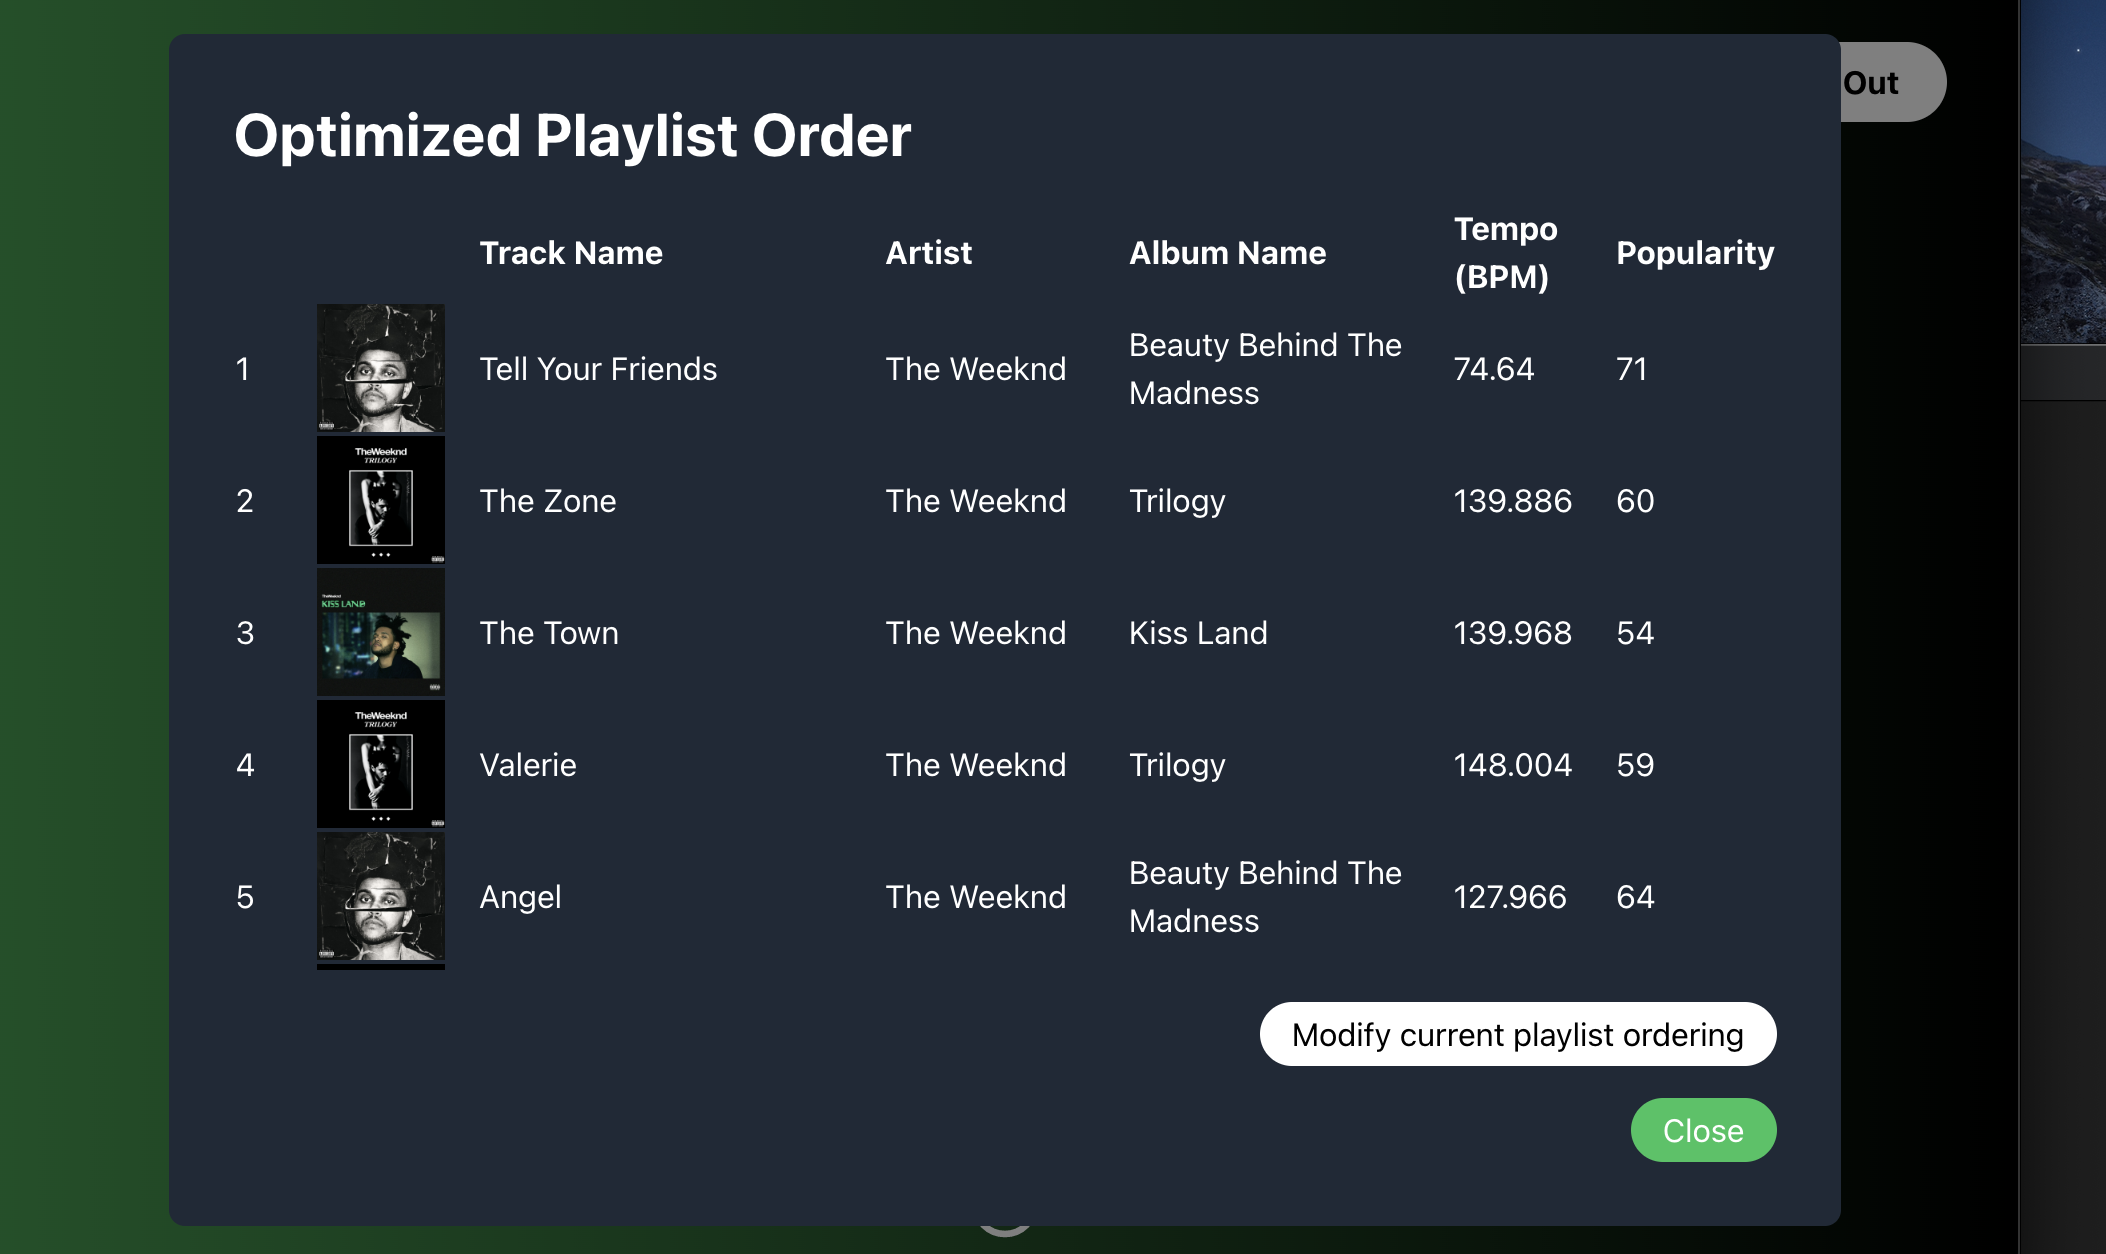 Out
Optimized Playlist Order
Track Name Artist Album Name Tempo (BPM) Popularity
1 Tell Your Friends The Weeknd Beauty Behind The Madness 74.64 71
TheWeeknd
TRILOGY
2 The Zone The Weeknd Trilogy 139.886 60
KISS LAND
3 The Town The Weeknd Kiss Land 139.968 54
TheWeeknd
TRILOGY
4 Valerie The Weeknd Trilogy 148.004 59
5 Angel The Weeknd Beauty Behind The Madness 127.966 64
Modify current playlist ordering
Close